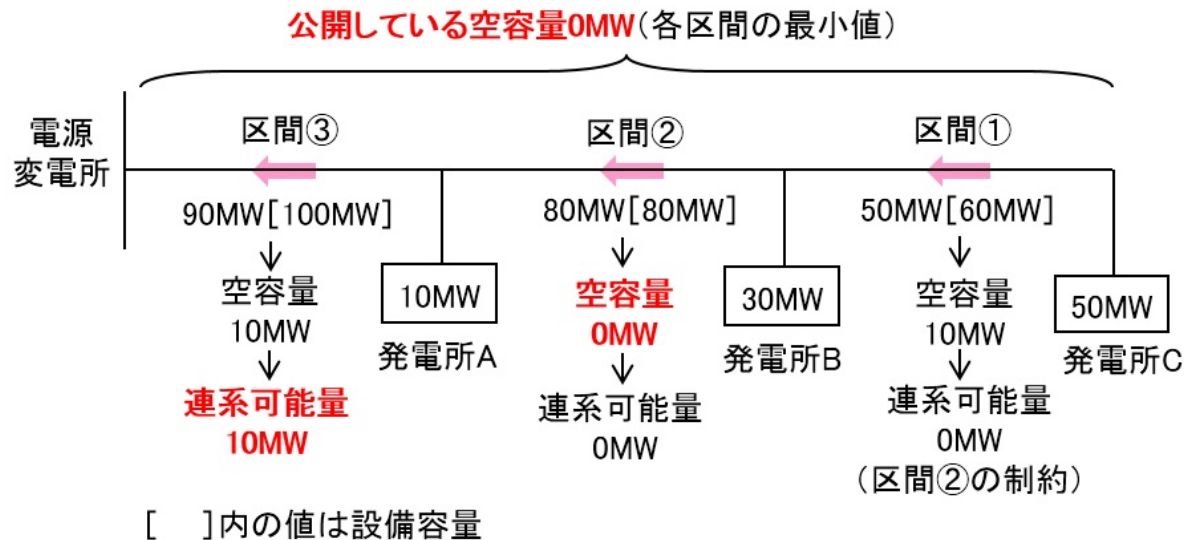 公開している空容量0MW(各区間の最小値)
電源
変電所
区間③
区間②
区間①
90MW[100MW]
80MW[80MW]
50MW[60MW]
空容量
10MW
連系可能量
10MW
10MW
発電所A
空容量
0MW
連系可能量
0MW
30MW
発電所B
空容量
10MW
連系可能量
0MW
(区間②の制約)
50MW
発電所C
[ ]内の値は設備容量